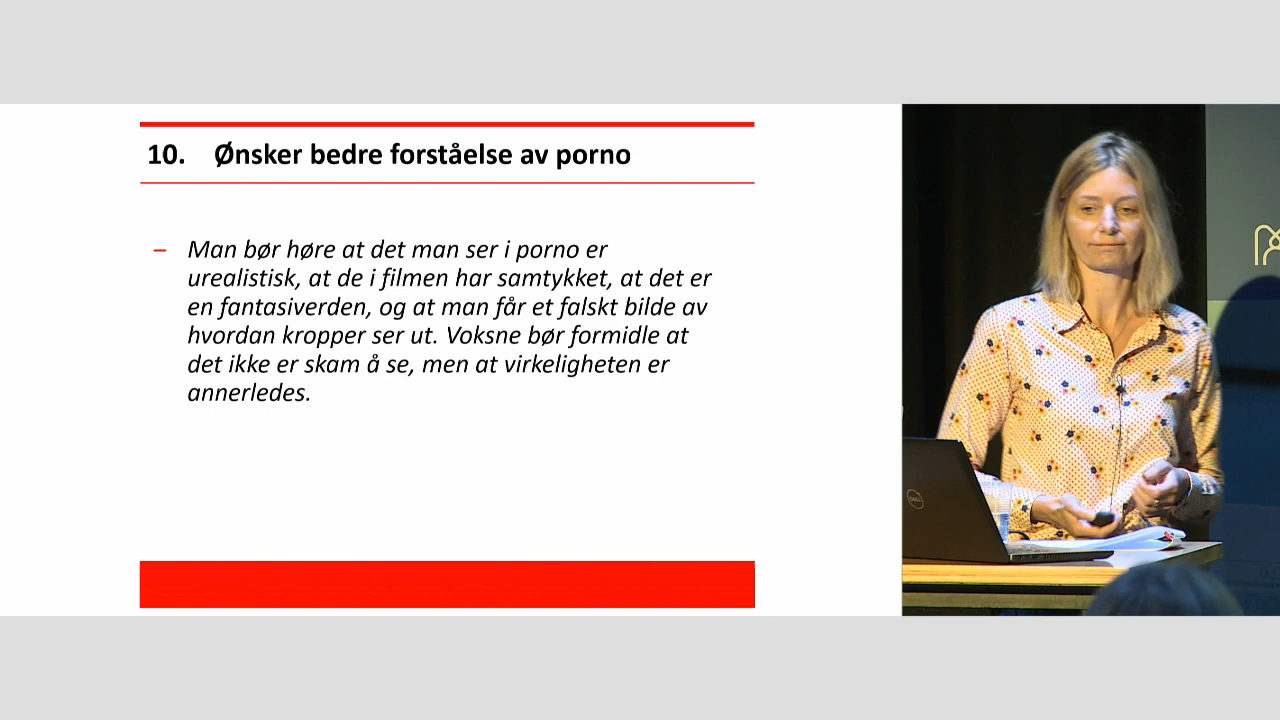 10. Ønsker bedre forståelse av porno
– Man bør høre at det man ser i porno er
urealistisk, at de i filmen har samtykket, at det er
en fantasiverden, og at man får et falskt bilde av
hvordan kropper ser ut. Voksne bør formidle at
det ikke er skam å se, men at virkeligheten er
annerledes.
DELL